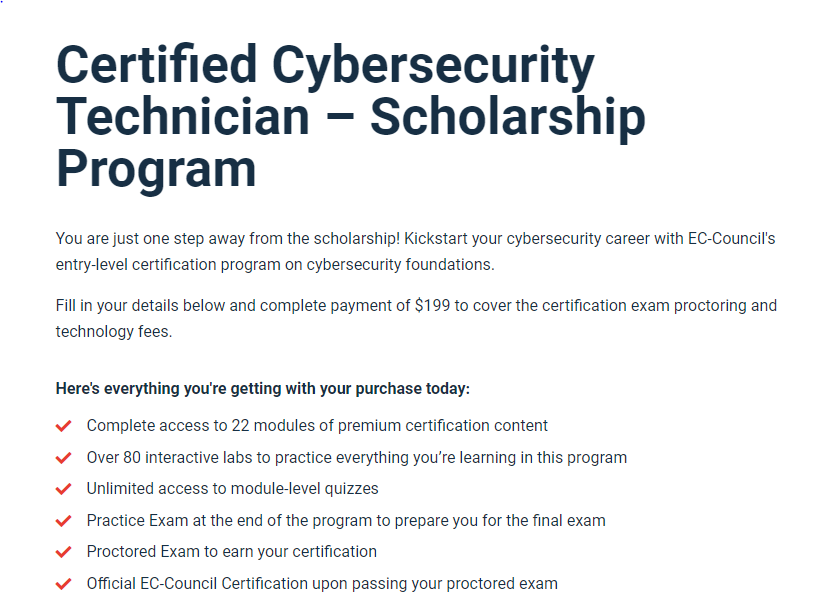 Certified Cybersecurity
Technician – Scholarship
Program
You are just one step away from the scholarship! Kickstart your cybersecurity career with EC-Council's
entry-level certification program on cybersecurity foundations.
Fill in your details below and complete payment of $199 to cover the certification exam proctoring and
technology fees.
Here's everything you're getting with your purchase today:
Complete access to 22 modules of premium certification content
Over 80 interactive labs to practice everything you’re learning in this program
Unlimited access to module-level quizzes
Practice Exam at the end of the program to prepare you for the final exam
Proctored Exam to earn your certification
Official EC-Council Certification upon passing your proctored exam